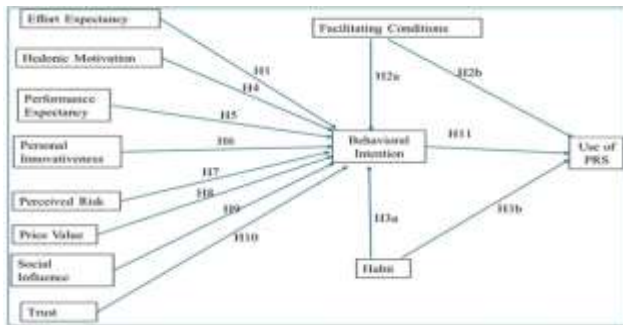 Effort Expectancy
Facilitating Conditions
Hedonic Motivation
H1
H4
H2a
H2b
Performance
Expectancy
H5
Personal
Innovativeness
H6
Behavioral
Intention
H11
Use of
PRS
H7
Perceived Risk
H8
H9
Price Value
H10
H3a
H3b
Social
Influence
Habit
Trust